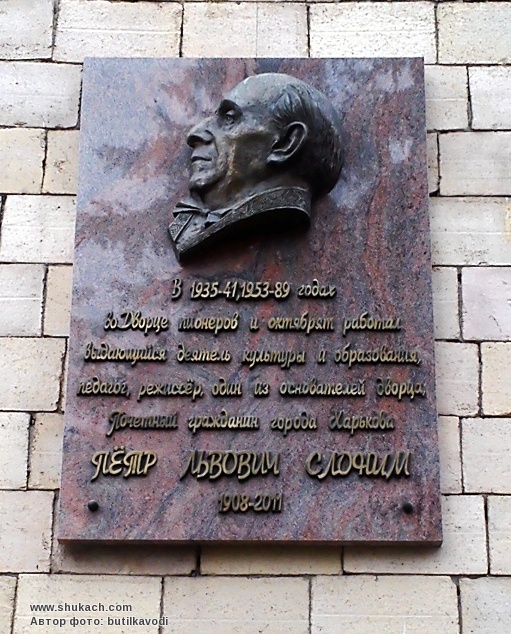 В 1935-41, 1953-89 годах
во Дворце пионеров и октябрят работал
выдающийся деятель культуры и образования,
педагог, режиссёр, один из основателей дворца,
Почетный гражданин города Харькова
ПЁТР ЛЬВОВИЧ СЛОНИМ
1908-2011
www.shukach.com
Автор фото: butilkavodi